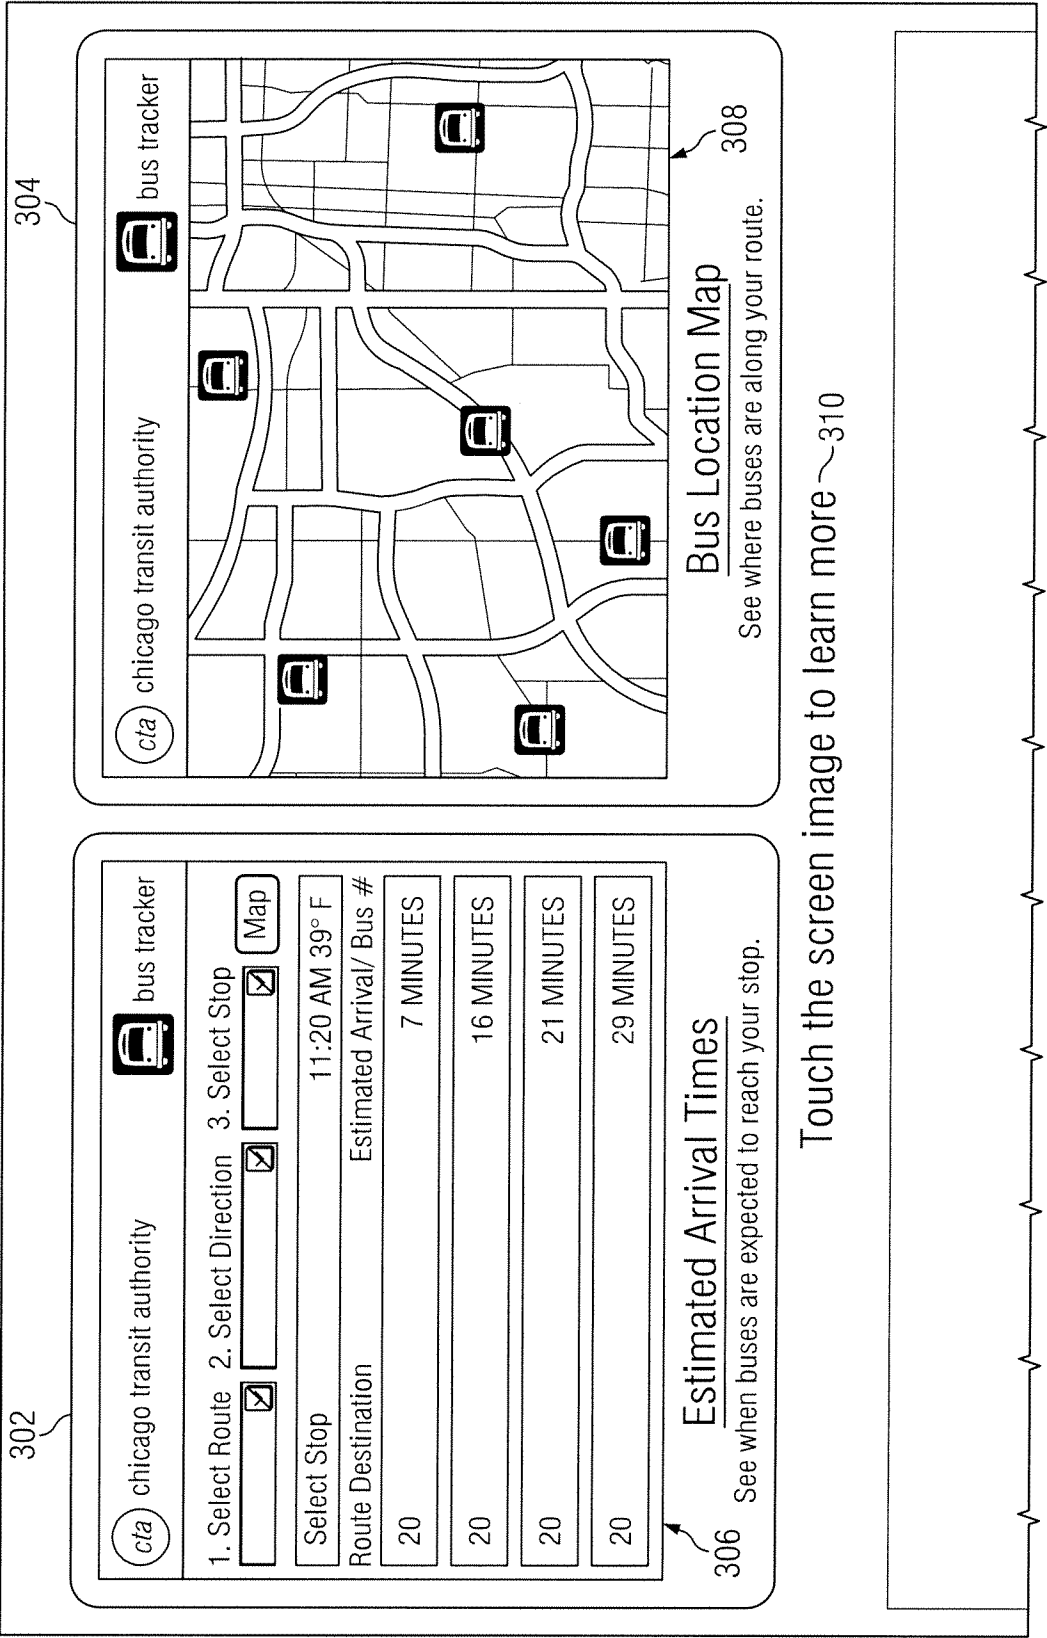 302
cta chicago transit authority bus tracker
1. Select Route 2. Select Direction 3. Select Stop
Map
Select Stop 11:20 AM 39° F
Route Destination Estimated Arrival/ Bus #
20 7 MINUTES
20 16 MINUTES
20 21 MINUTES
20 29 MINUTES
306
Estimated Arrival Times
See when buses are expected to reach your stop.
304
cta chicago transit authority bus tracker
308
Bus Location Map
See where buses are along your route.
Touch the screen image to learn more 310